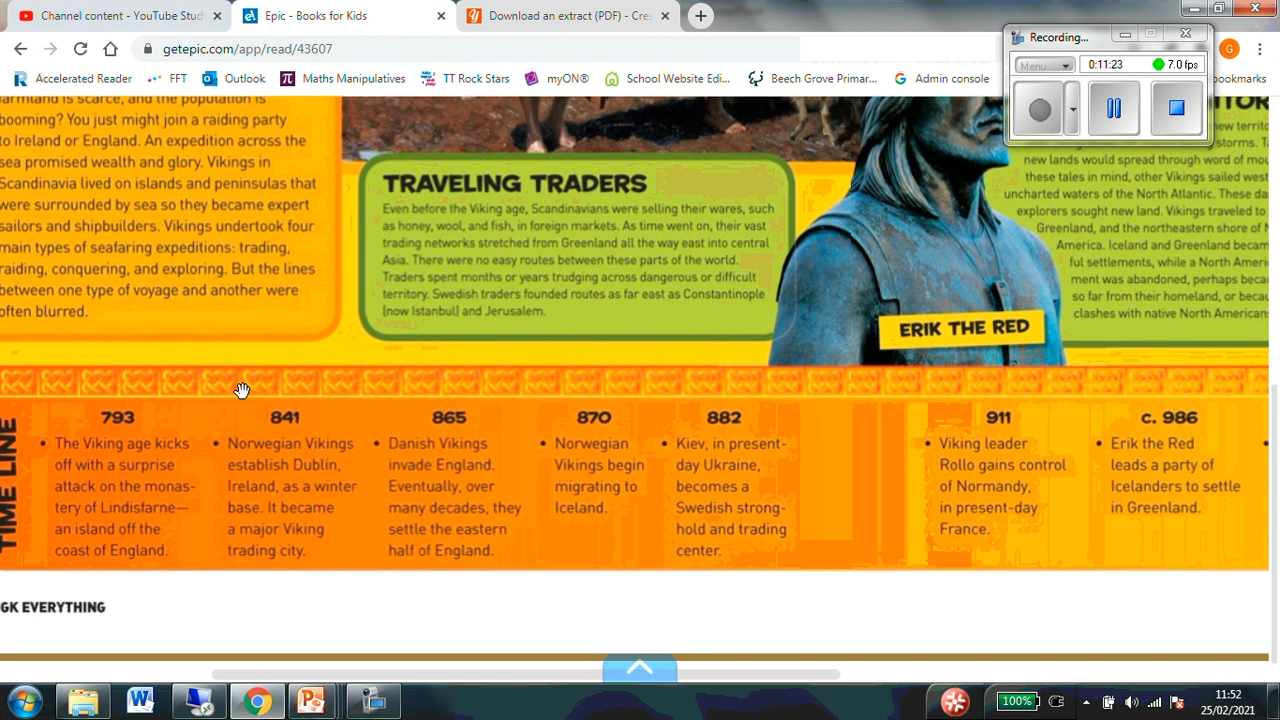 Channel content - YouTube Stud
Epic - Books for Kids
Download an extract (PDF) - Cres
getepic.com/app/read/43607
G
Accelerated Reader
FFT
Outlook
Maths Manipulatives
TT Rock Stars
myON®
School Website Edi...
Beech Grove Primar...
Admin console
bookmarks
Recording...
Menu
0:11:23
7.0 fps
farmland is scarce, and the population is
booming? You just might join a raiding party
to Ireland or England. An expedition across the
sea promised wealth and glory. Vikings in
Scandinavia lived on islands and peninsulas that
were surrounded by sea so they became expert
sailors and shipbuilders. Vikings undertook four
main types of seafaring expeditions: trading,
raiding, conquering, and exploring. But the lines
between one type of voyage and another were
often blurred.
TRAVELING TRADERS
Even before the Viking age, Scandinavians were selling their wares, such
as honey, wool, and fish, in foreign markets. As time went on, their vast
trading networks stretched from Greenland all the way east into central
Asia. There were no easy routes between these parts of the world.
Traders spent months or years trudging across dangerous or difficult
territory. Swedish traders founded routes as far east as Constantinople
(now Istanbul) and Jerusalem.
ERIK THE RED
new territo
storms. Ta
new lands would spread through word of mou
these tales in mind, other Vikings sailed west
uncharted waters of the North Atlantic. These da
explorers sought new land. Vikings traveled to
Greenland, and the northeastern shore of N
America. Iceland and Greenland becam
ful settlements, while a North Ameri
ment was abandoned, perhaps beca
so far from their homeland, or becau
clashes with native North Americans
TIME LINE
793
• The Viking age kicks
off with a surprise
attack on the monas-
tery of Lindisfarne—
an island off the
coast of England.
841
• Norwegian Vikings
establish Dublin,
Ireland, as a winter
base. It became
a major Viking
trading city.
865
• Danish Vikings
invade England.
Eventually, over
many decades, they
settle the eastern
half of England.
870
• Norwegian
Vikings begin
migrating to
Iceland.
882
• Kiev, in present-
day Ukraine,
becomes a
Swedish strong-
hold and trading
center.
911
• Viking leader
Rollo gains control
of Normandy,
in present-day
France.
c. 986
• Erik the Red
leads a party of
Icelanders to settle
in Greenland.
GK EVERYTHING
100%
11:52
25/02/2021